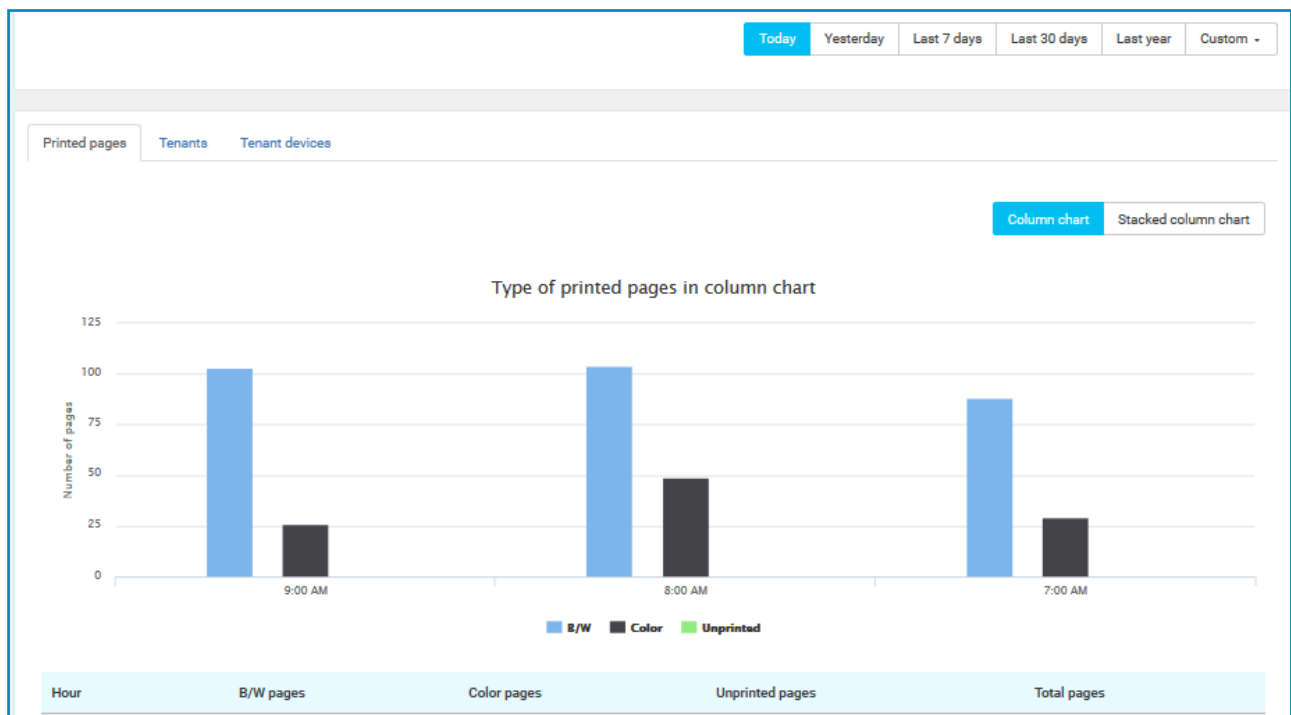 Today Yesterday Last 7 days Last 30 days Last year Custom
Printed pages Tenants Tenant devices
Column chart Stacked column chart
Type of printed pages in column chart
125
100
75
50
25
0
Number of pages
9:00 AM 8:00 AM 7:00 AM
B/W Color Unprinted
Hour B/W pages Color pages Unprinted pages Total pages